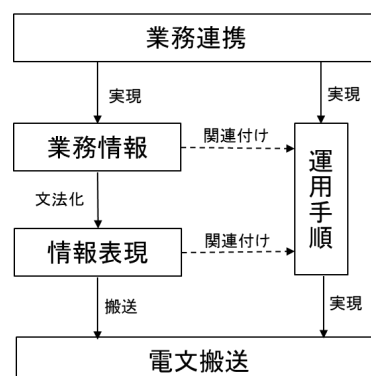 業務連携
実現
実現
業務情報
関連付け
運用手順
文法化
情報表現
関連付け
搬送
実現
電文搬送